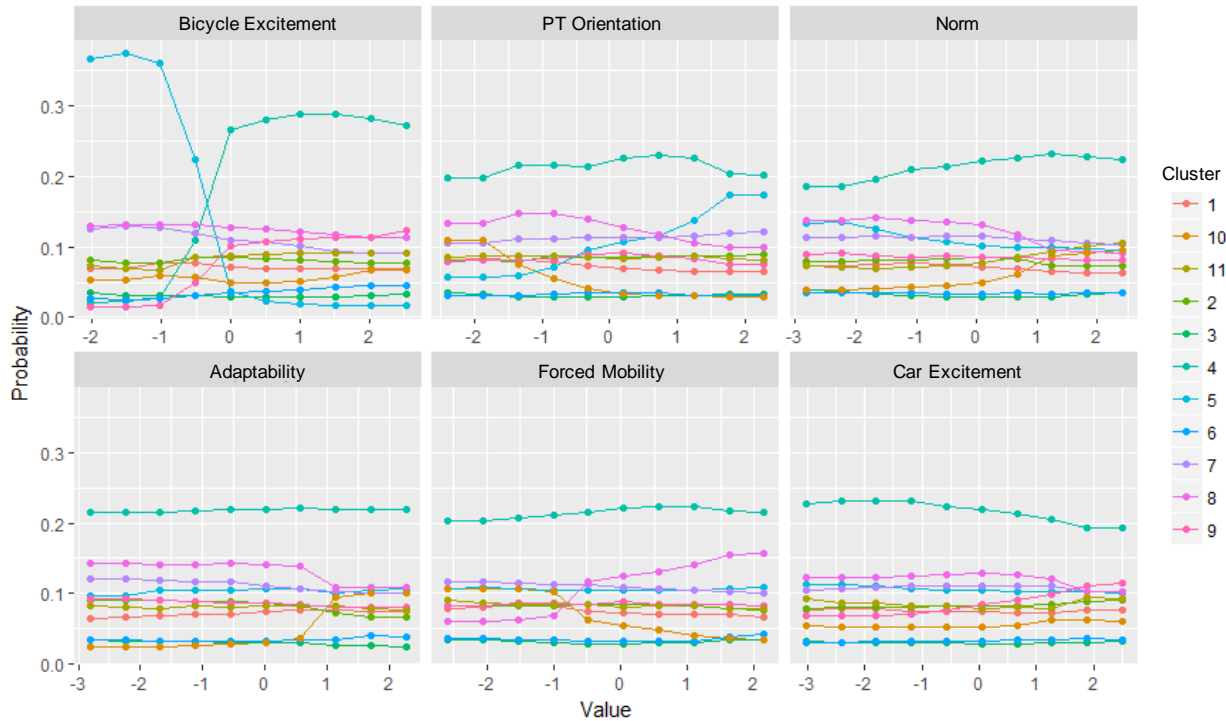 Bicycle Excitement PT Orientation Norm
0.3
0.2
0.1
0.0
-2 -1 0 1 2 -2 -1 0 1 2 -3 -2 -1 0 1 2
Cluster
1
10
11
2
3
4
5
6
7
8
9
Probability
Adaptability Forced Mobility Car Excitement
0.3
0.2
0.1
0.0
-3 -2 -1 0 1 2 -2 -1 0 1 2 -3 -2 -1 0 1 2
Value